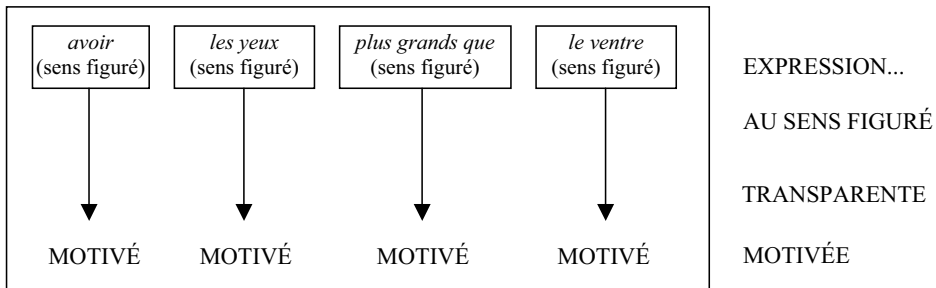 avoir
(sens figuré)
les yeux
(sens figuré)
plus grands que
(sens figuré)
le ventre
(sens figuré)
EXPRESSION...
AU SENS FIGURÉ
TRANSPARENTE
MOTIVÉ MOTIVÉ MOTIVÉ MOTIVÉ MOTIVÉE